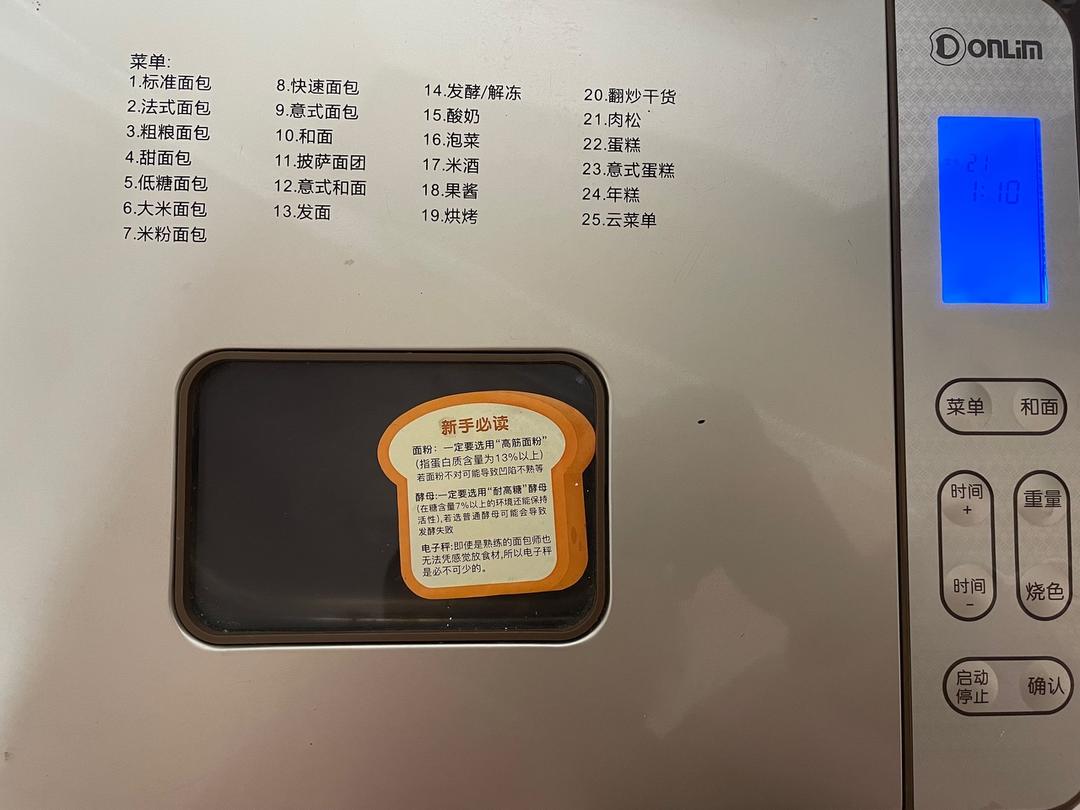 菜单:
1.标准面包
2.法式面包
3.粗粮面包
4.甜面包
5.低糖面包
6.大米面包
7.米粉面包
8.快速面包
9.意式面包
10.和面
11.披萨面团
12.意式和面
13.发面
14.发酵/解冻
15.酸奶
16.泡菜
17.米酒
18.果酱
19.烘烤
20.翻炒干货
21.肉松
22.蛋糕
23.意式蛋糕
24.年糕
25.云菜单
新手必读
面粉：一定要选用“高筋面粉”
(指蛋白质含量为13%以上)
若面粉不对可能导致凹陷不熟等
酵母:一定要选用“耐高糖”酵母
(在糖含量7%以上的环境还能保持
活性),若选普通酵母可能会导致
发酵失败
电子秤:即使是熟练的面包师也
无法凭感觉放食材,所以电子秤
是必不可少的。
DONLIM
21
1:10
菜单
和面
时间
+
时间
-
重量
烧色
启动
停止
确认